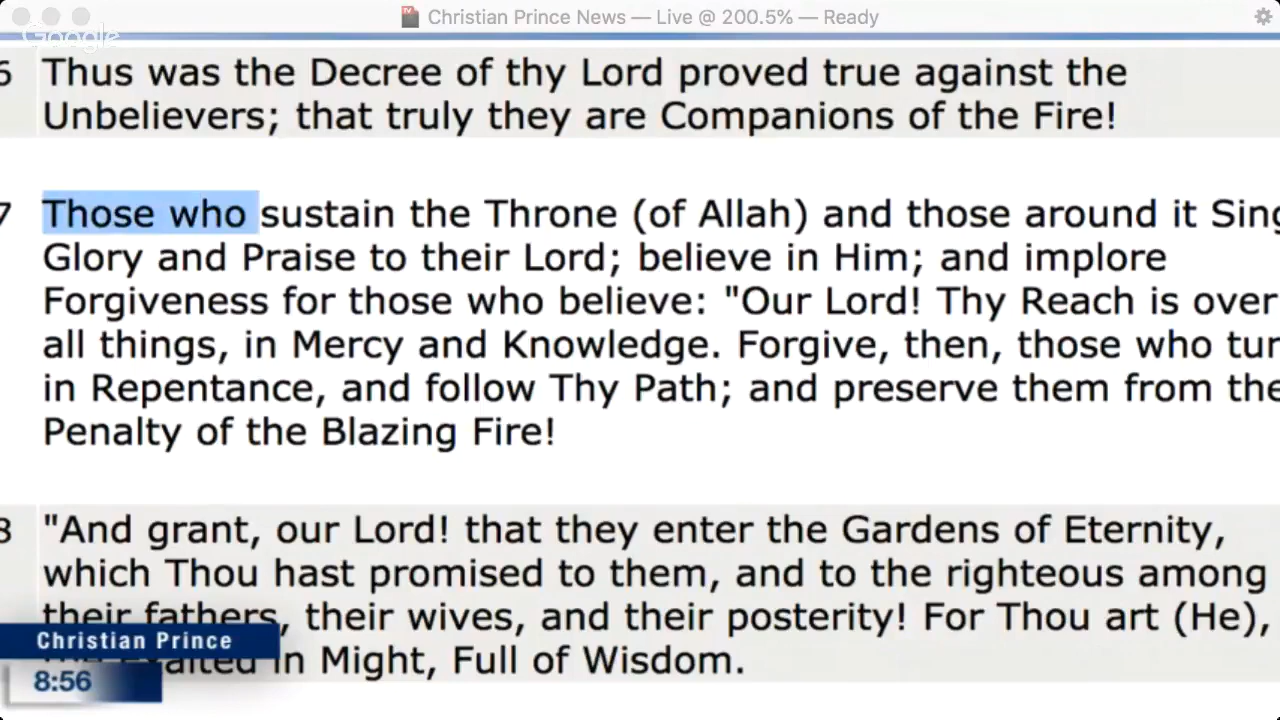 Christian Prince News — Live @ 200.5% — Ready
Google
6 Thus was the Decree of thy Lord proved true against the
Unbelievers; that truly they are Companions of the Fire!
7 Those who sustain the Throne (of Allah) and those around it Sing
Glory and Praise to their Lord; believe in Him; and implore
Forgiveness for those who believe: "Our Lord! Thy Reach is over
all things, in Mercy and Knowledge. Forgive, then, those who tur
in Repentance, and follow Thy Path; and preserve them from the
Penalty of the Blazing Fire!
8 "And grant, our Lord! that they enter the Gardens of Eternity,
which Thou hast promised to them, and to the righteous among
their fathers, their wives, and their posterity! For Thou art (He),
Exalted in Might, Full of Wisdom.
Christian Prince
8:56